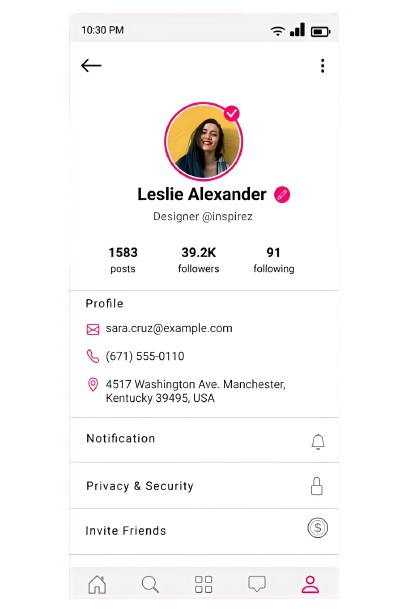 10:30 PM
Leslie Alexander
Designer @inspirez
1583 39.2K 91
posts followers following
Profile
sara.cruz@example.com
(671) 555-0110
4517 Washington Ave. Manchester,
Kentucky 39495, USA
Notification
Privacy & Security
Invite Friends
$